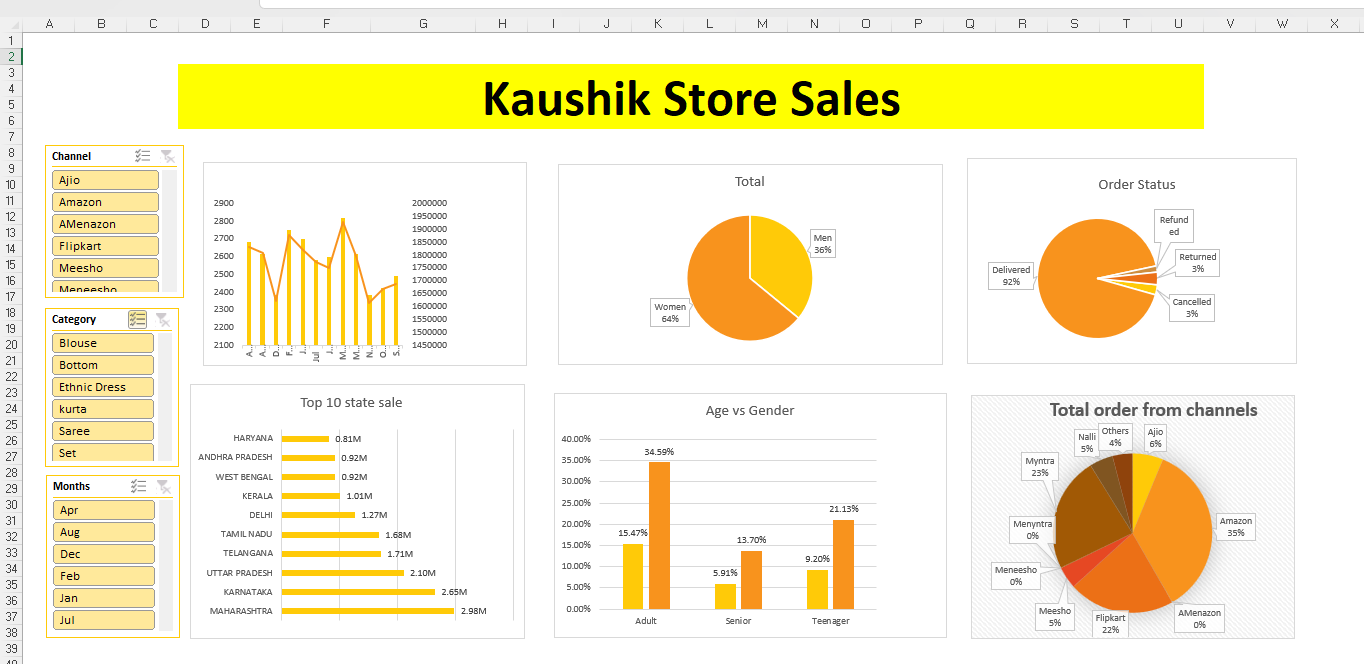 A B C D E F G H I J K L M N O P Q R S T U V W X
1
2
3
4
5
6
7
8
9
10
11
12
13
14
15
16
17
18
19
20
21
22
23
24
25
26
27
28
29
30
31
32
33
34
35
36
37
38
39
Kaushik Store Sales
Channel
Ajio
Amazon
AMenazon
Flipkart
Meesho
Meneesho
Category
Blouse
Bottom
Ethnic Dress
kurta
Saree
Set
Months
Apr
Aug
Dec
Feb
Jan
Jul
2900
2800
2700
2600
2500
2400
2300
2200
2100
2000000
1950000
1900000
1850000
1800000
1750000
1700000
1650000
1600000
1550000
1500000
1450000
A... A... D... F... J... Jul J... M... M... N... O... S...
Total
Men
36%
Women
64%
Order Status
Refund
ed
Returned
3%
Cancelled
3%
Delivered
92%
Top 10 state sale
HARYANA 0.81M
ANDHRA PRADESH 0.92M
WEST BENGAL 0.92M
KERALA 1.01M
DELHI 1.27M
TAMIL NADU 1.68M
TELANGANA 1.71M
UTTAR PRADESH 2.10M
KARNATAKA 2.65M
MAHARASHTRA 2.98M
Age vs Gender
40.00%
35.00%
30.00%
25.00%
20.00%
15.00%
10.00%
5.00%
0.00%
15.47% 34.59%
5.91% 13.70%
9.20% 21.13%
Adult Senior Teenager
Total order from channels
Ajio
6%
Amazon
35%
AMenazon
0%
Flipkart
22%
Meesho
5%
Meneesho
0%
Menyntra
0%
Myntra
23%
Nalli
5%
Others
4%